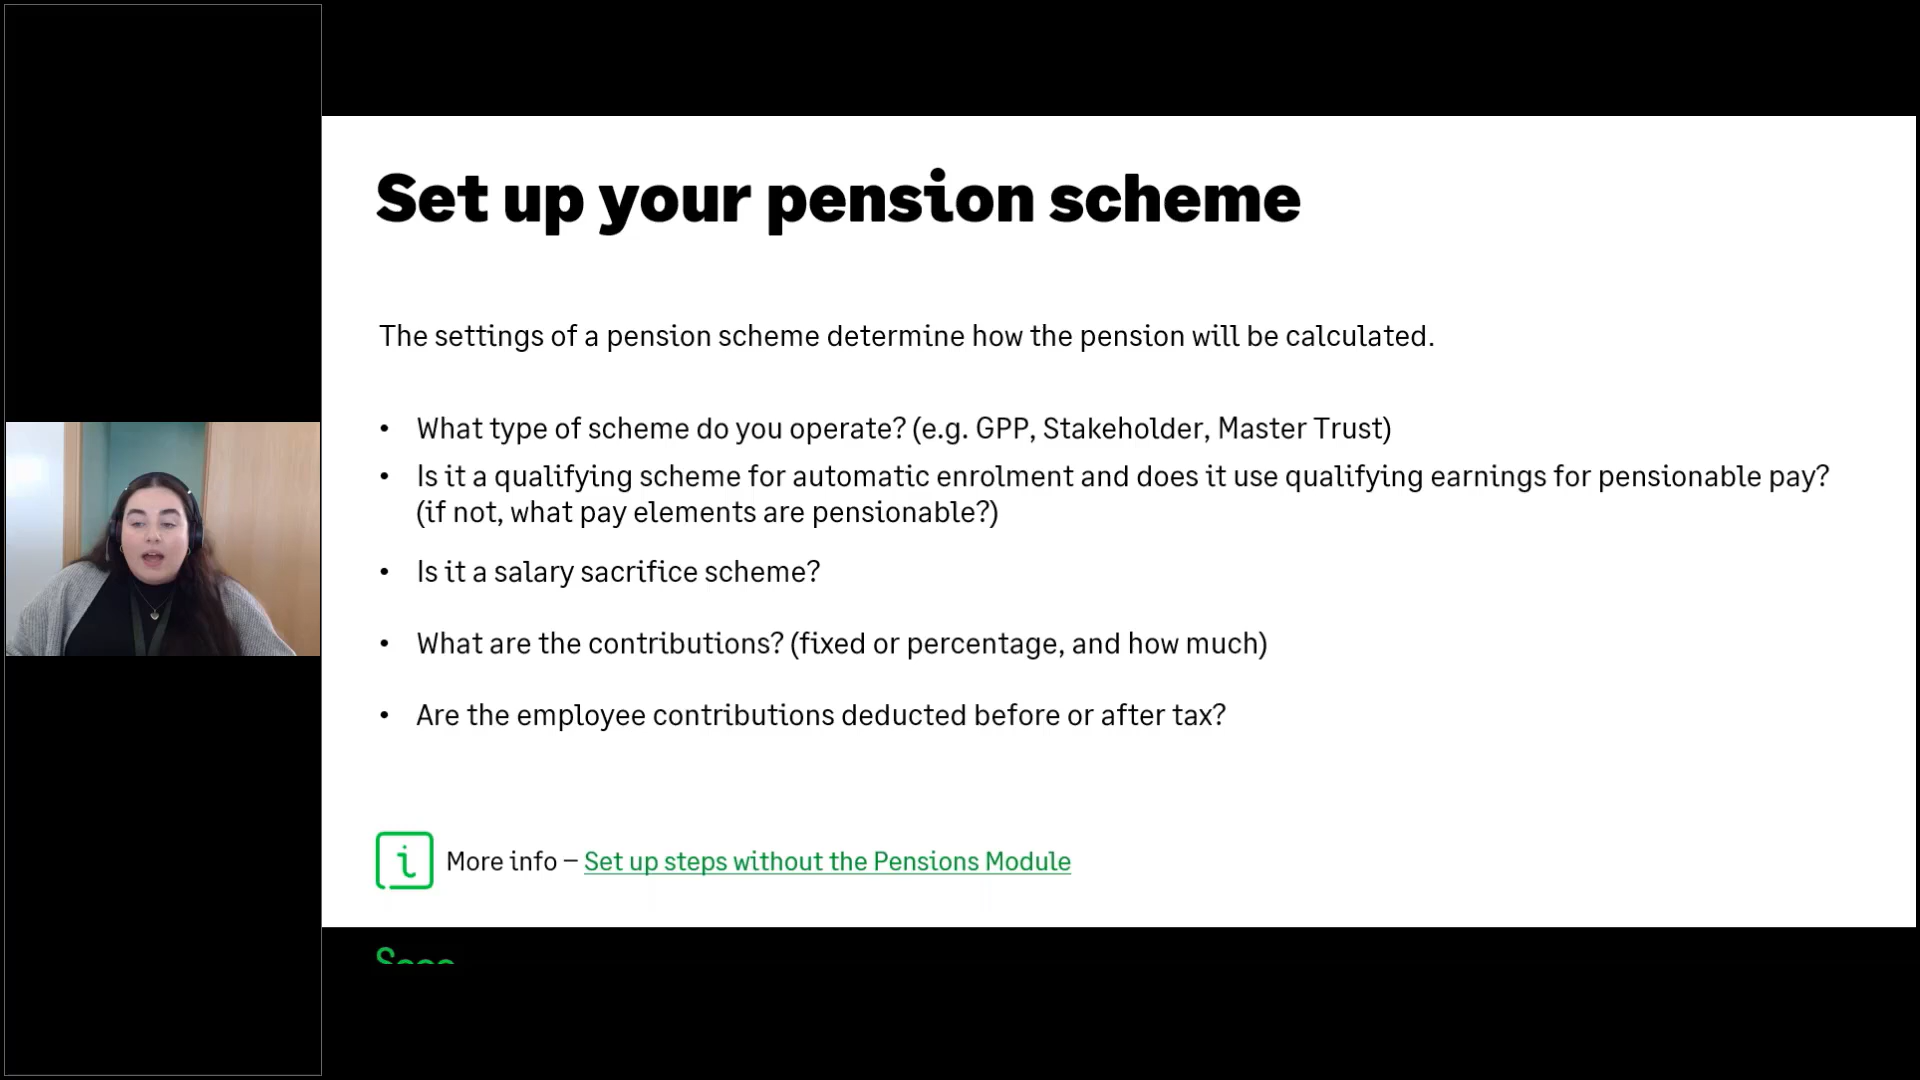 Set up your pension scheme
The settings of a pension scheme determine how the pension will be calculated.
• What type of scheme do you operate? (e.g. GPP, Stakeholder, Master Trust)
• Is it a qualifying scheme for automatic enrolment and does it use qualifying earnings for pensionable pay?
(if not, what pay elements are pensionable?)
• Is it a salary sacrifice scheme?
• What are the contributions? (fixed or percentage, and how much)
• Are the employee contributions deducted before or after tax?
i More info – Set up steps without the Pensions Module